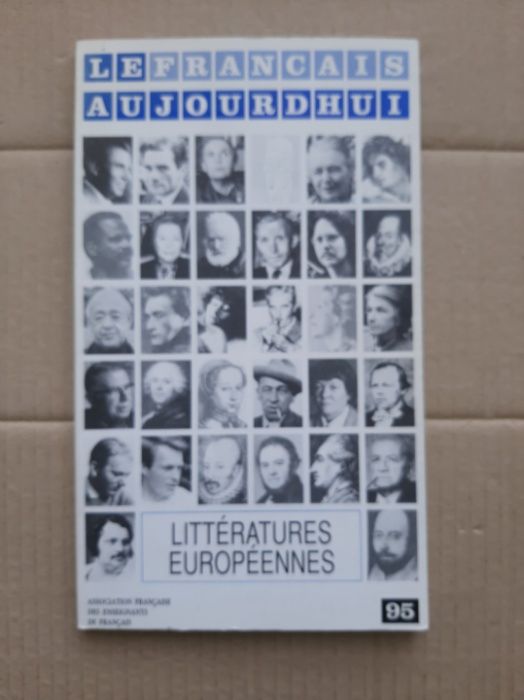 LE FRANCAIS
AUJOURDHUI
LITTÉRATURES
EUROPÉENNES
ASSOCIATION FRANÇAISE
DES ENSEIGNANTS
DE FRANÇAIS
95